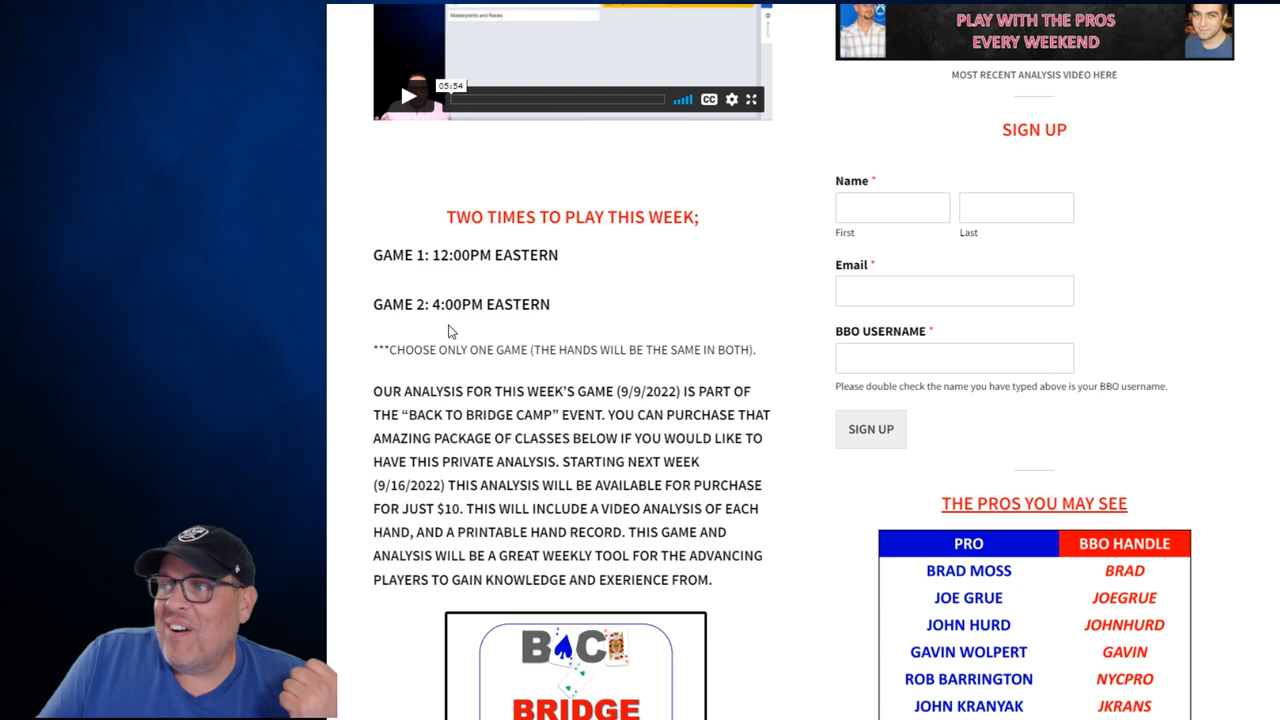 Masterpoints and Races
05:54
CC
TWO TIMES TO PLAY THIS WEEK;
GAME 1: 12:00PM EASTERN
GAME 2: 4:00PM EASTERN
***CHOOSE ONLY ONE GAME (THE HANDS WILL BE THE SAME IN BOTH).
OUR ANALYSIS FOR THIS WEEK’S GAME (9/9/2022) IS PART OF
THE “BACK TO BRIDGE CAMP” EVENT. YOU CAN PURCHASE THAT
AMAZING PACKAGE OF CLASSES BELOW IF YOU WOULD LIKE TO
HAVE THIS PRIVATE ANALYSIS. STARTING NEXT WEEK
(9/16/2022) THIS ANALYSIS WILL BE AVAILABLE FOR PURCHASE
FOR JUST $10. THIS WILL INCLUDE A VIDEO ANALYSIS OF EACH
HAND, AND A PRINTABLE HAND RECORD. THIS GAME AND
ANALYSIS WILL BE A GREAT WEEKLY TOOL FOR THE ADVANCING
PLAYERS TO GAIN KNOWLEDGE AND EXERIENCE FROM.
BACK
BRIDGE
PLAY WITH THE PROS
EVERY WEEKEND
MOST RECENT ANALYSIS VIDEO HERE
SIGN UP
Name *
First Last
Email *
BBO USERNAME *
Please double check the name you have typed above is your BBO username.
SIGN UP
THE PROS YOU MAY SEE
PRO BBO HANDLE
BRAD MOSS BRAD
JOE GRUE JOEGRUE
JOHN HURD JOHNHURD
GAVIN WOLPERT GAVIN
ROB BARRINGTON NYCPRO
JOHN KRANYAK JKRANS